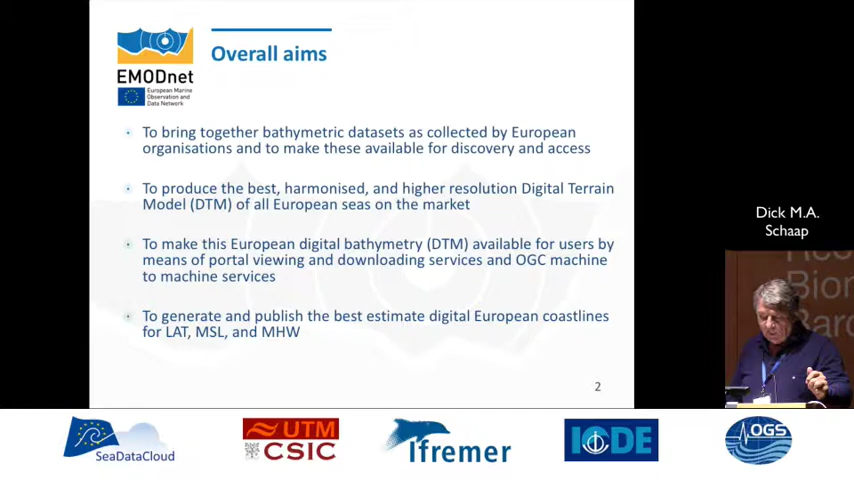 Overall aims
EMODnet
European Marine
Observation and
Data Network
To bring together bathymetric datasets as collected by European
organisations and to make these available for discovery and access
To produce the best, harmonised, and higher resolution Digital Terrain
Model (DTM) of all European seas on the market
To make this European digital bathymetry (DTM) available for users by
means of portal viewing and downloading services and OGC machine
to machine services
To generate and publish the best estimate digital European coastlines
for LAT, MSL, and MHW
2
Dick M.A.
Schaap
SeaDataCloud
UTM
CSIC
Ifremer
IODE
OGS